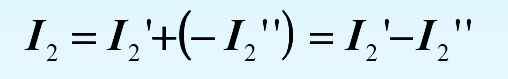 I₂ = I₂'+(− I₂'') = I₂'−I₂''